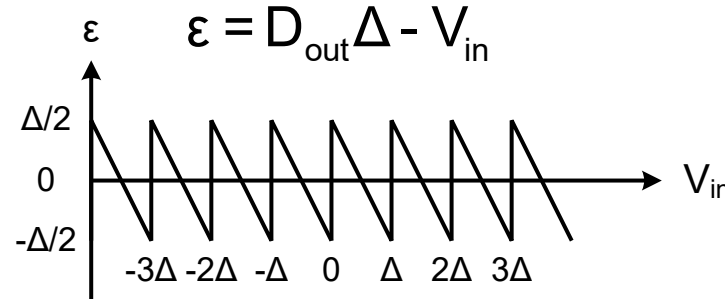 ε = D_out Δ - V_in
ε
Δ/2
0
-Δ/2
V_in
-3Δ -2Δ -Δ 0 Δ 2Δ 3Δ